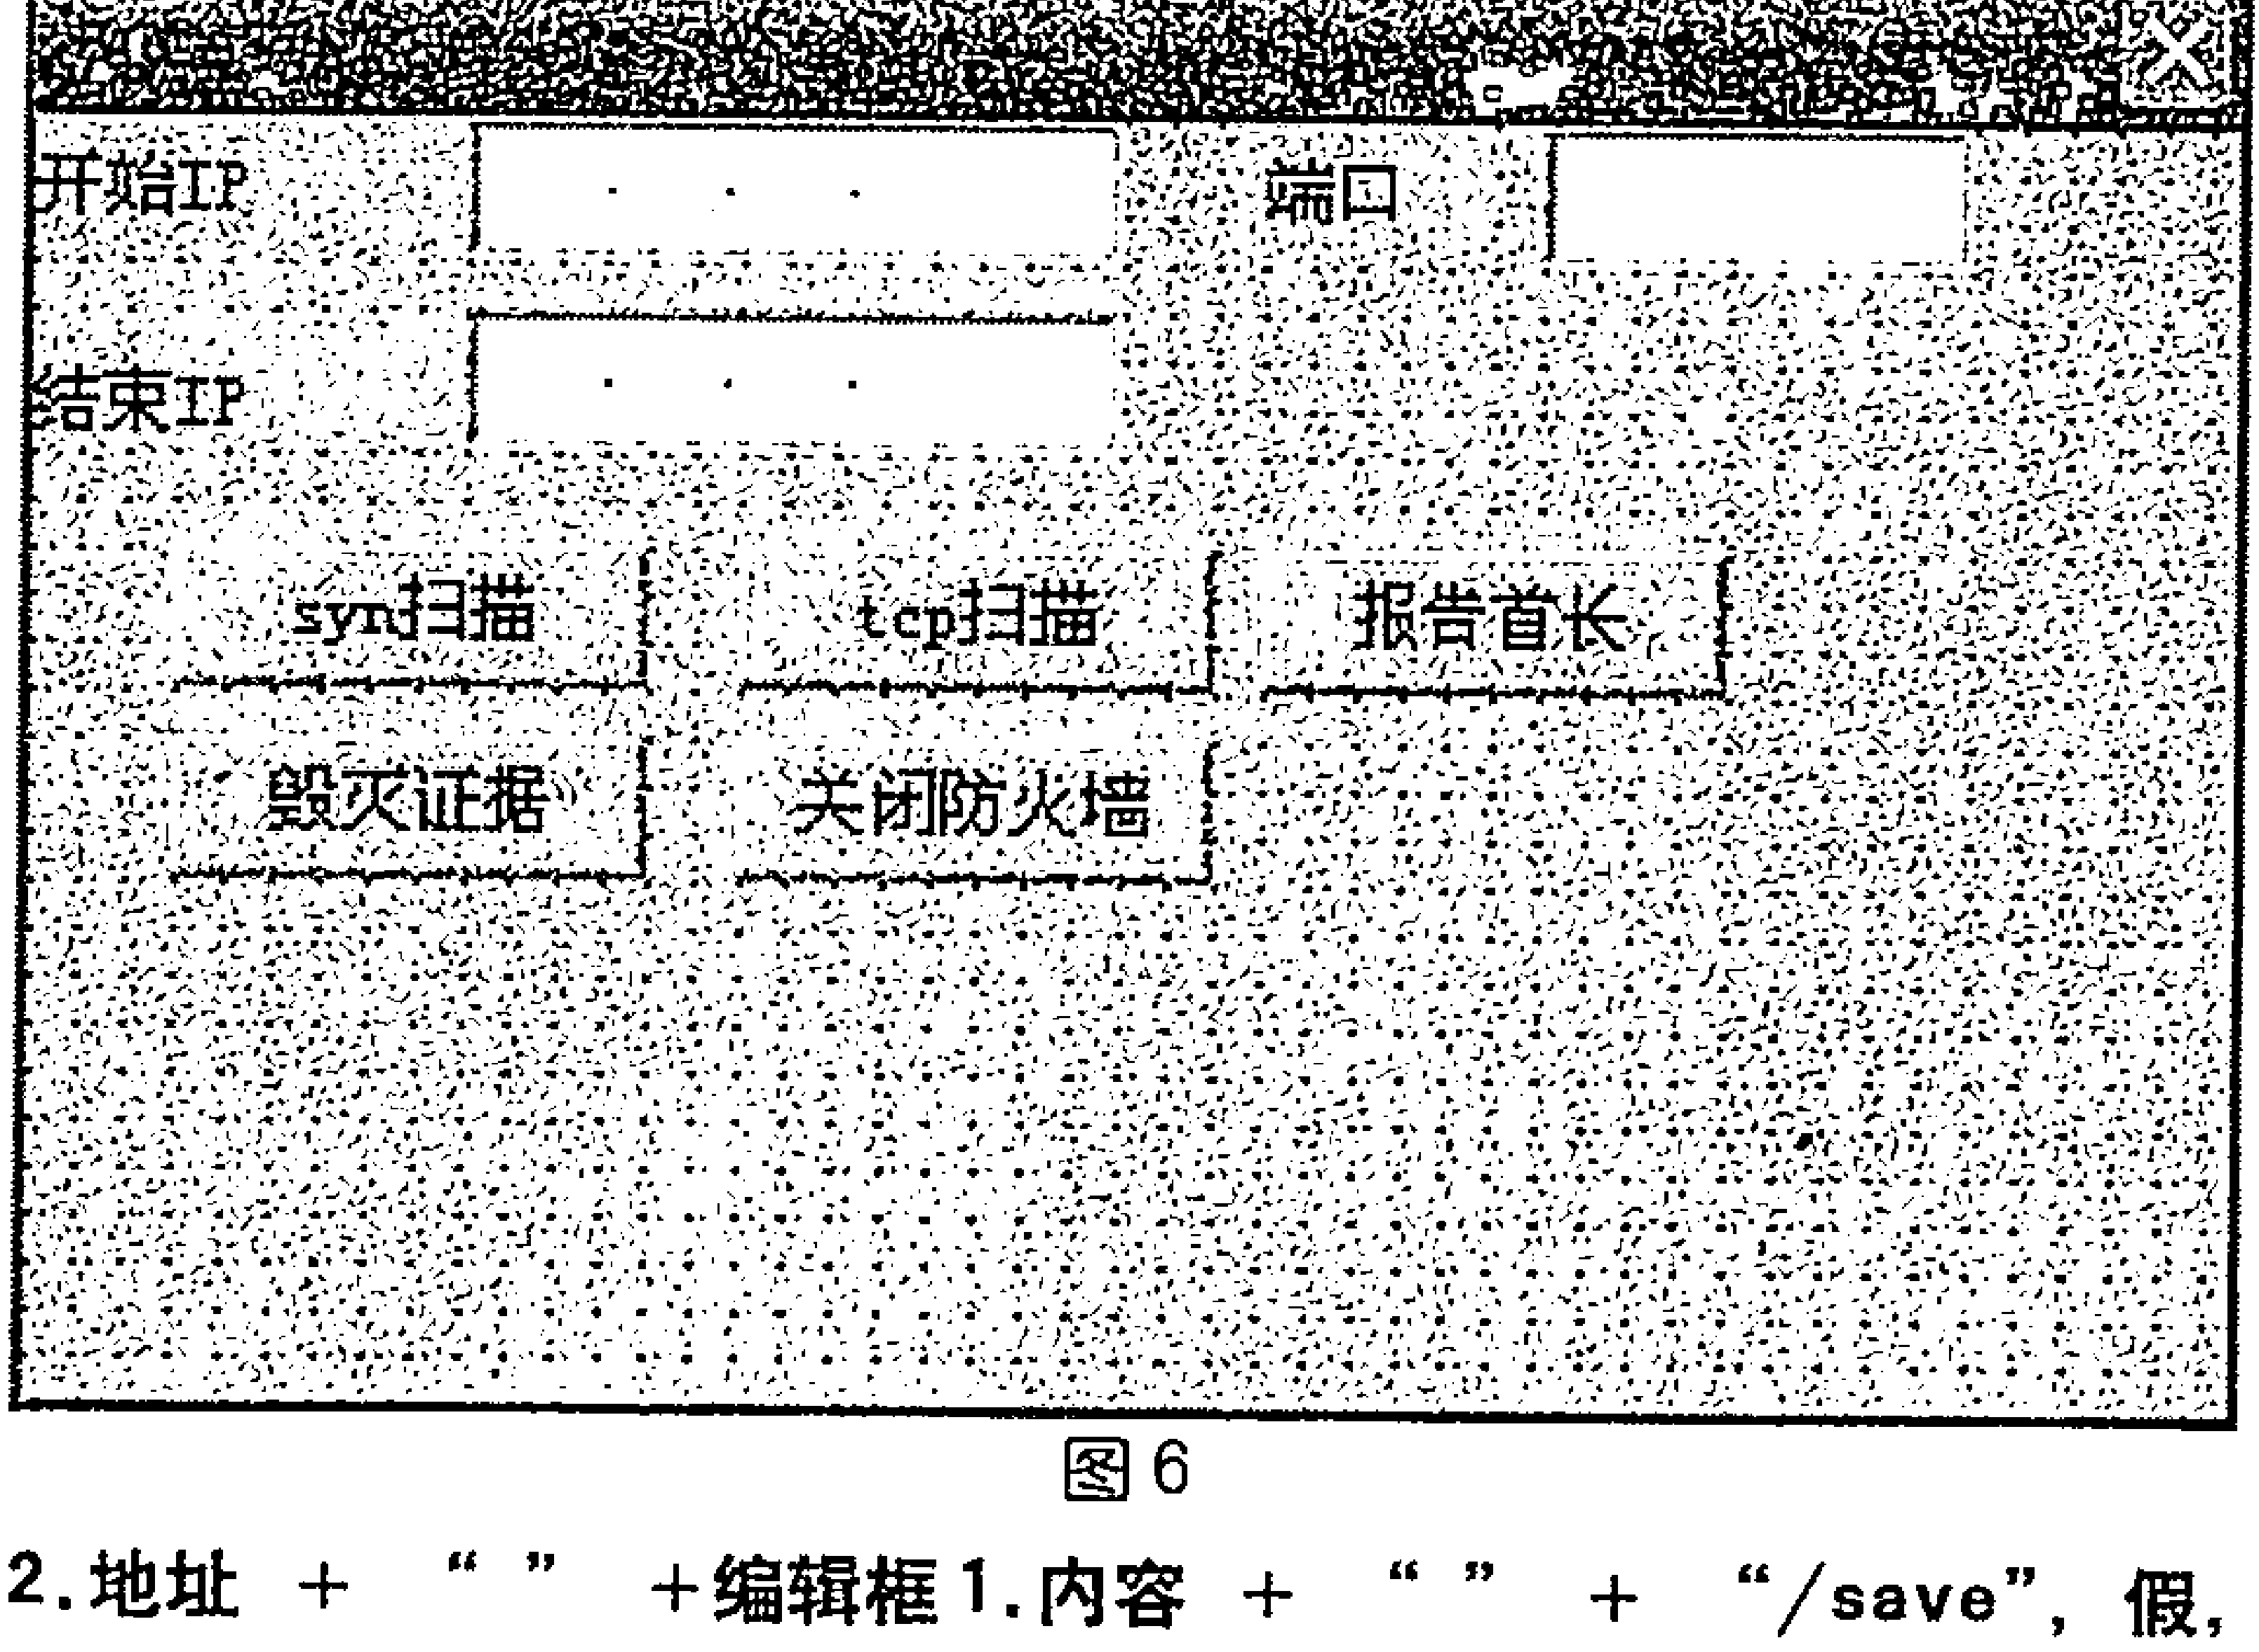 开始IP 端口
结束IP
syn扫描 tcp扫描 报告首长
毁灭证据 关闭防火墙
图6
2.地址 + “ ” +编辑框1.内容 + “ ” + “/save”, 假,